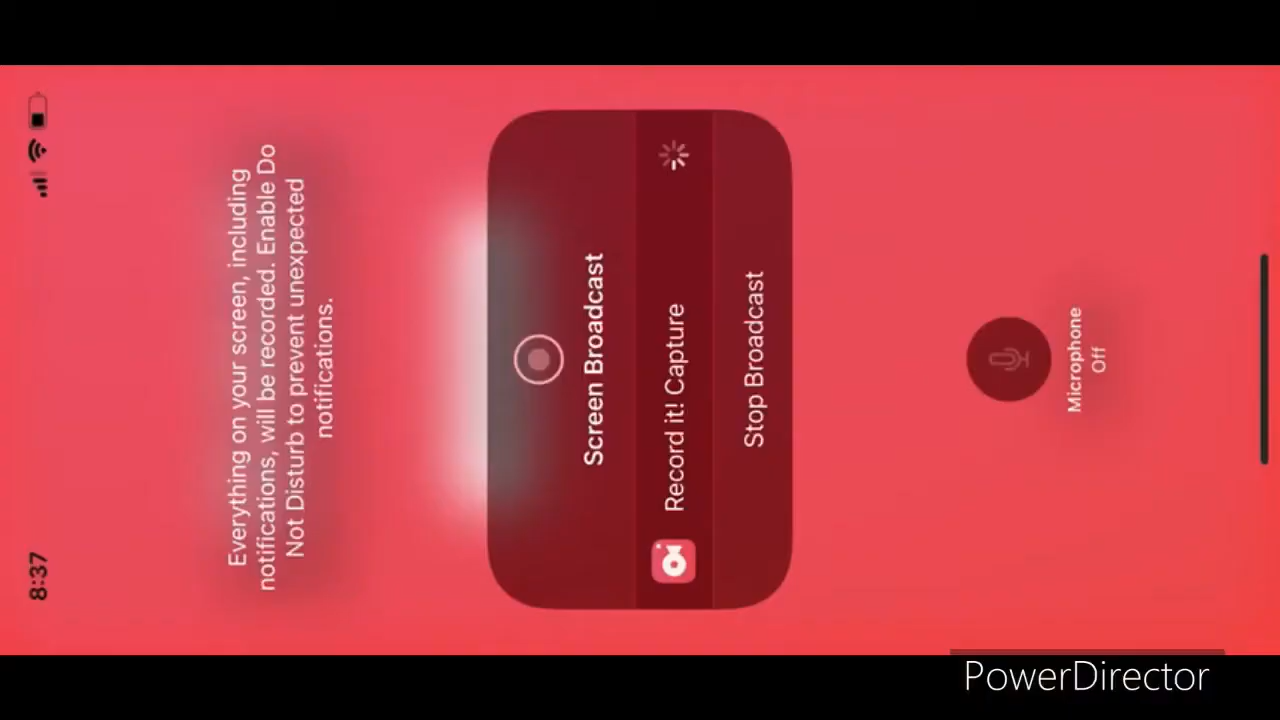 8:37
Everything on your screen, including
notifications, will be recorded. Enable Do
Not Disturb to prevent unexpected
notifications.
Screen Broadcast
Record it! Capture
Stop Broadcast
Microphone
Off
PowerDirector